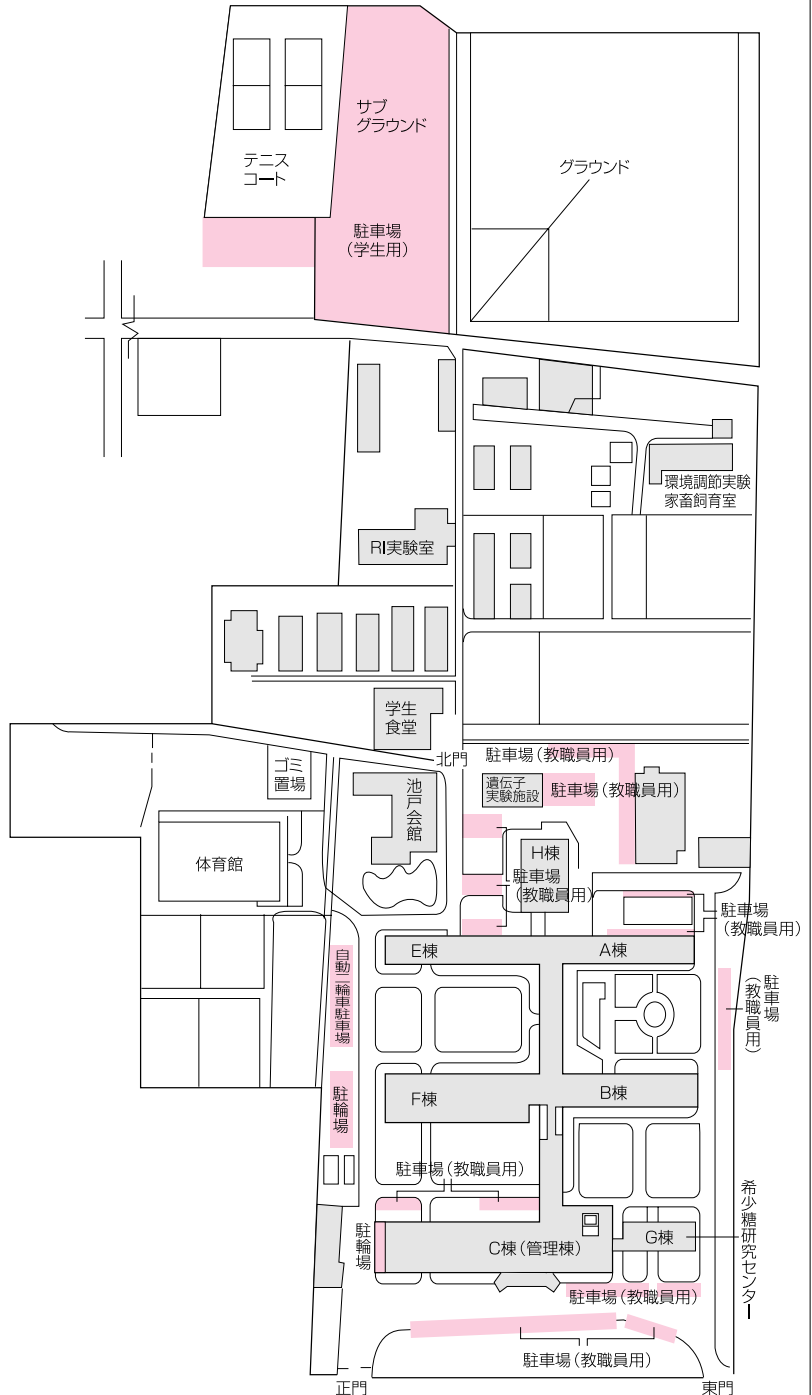 サブ
グラウンド
テニス
コート
グラウンド
駐車場
(学生用)
環境調節実験
家畜飼育室
RI実験室
学生
食堂
北門
駐車場(教職員用)
ゴミ
置場
池戸会館
遺伝子
実験施設
駐車場(教職員用)
体育館
H棟
駐車場
(教職員用)
駐車場
(教職員用)
E棟
A棟
自動二輪車駐車場
駐車場
(教職員用)
F棟
B棟
駐輪場
駐車場(教職員用)
希少糖研究センター
駐輪場
C棟(管理棟)
G棟
駐車場(教職員用)
駐車場(教職員用)
正門
東門